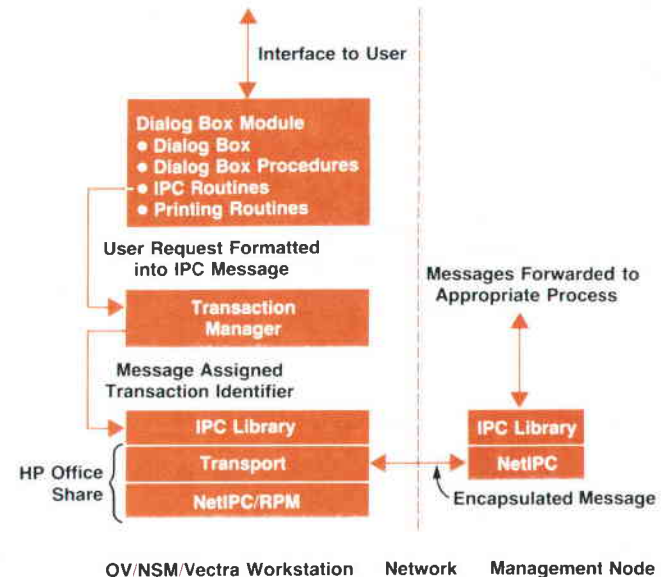 Interface to User
Dialog Box Module
• Dialog Box
• Dialog Box Procedures
• IPC Routines
• Printing Routines
User Request Formatted
into IPC Message
Messages Forwarded to
Appropriate Process
Transaction
Manager
Message Assigned
Transaction Identifier
IPC Library
IPC Library
HP Office
Share
Transport
NetIPC
NetIPC/RPM
Encapsulated Message
OV/NSM/Vectra Workstation
Network
Management Node